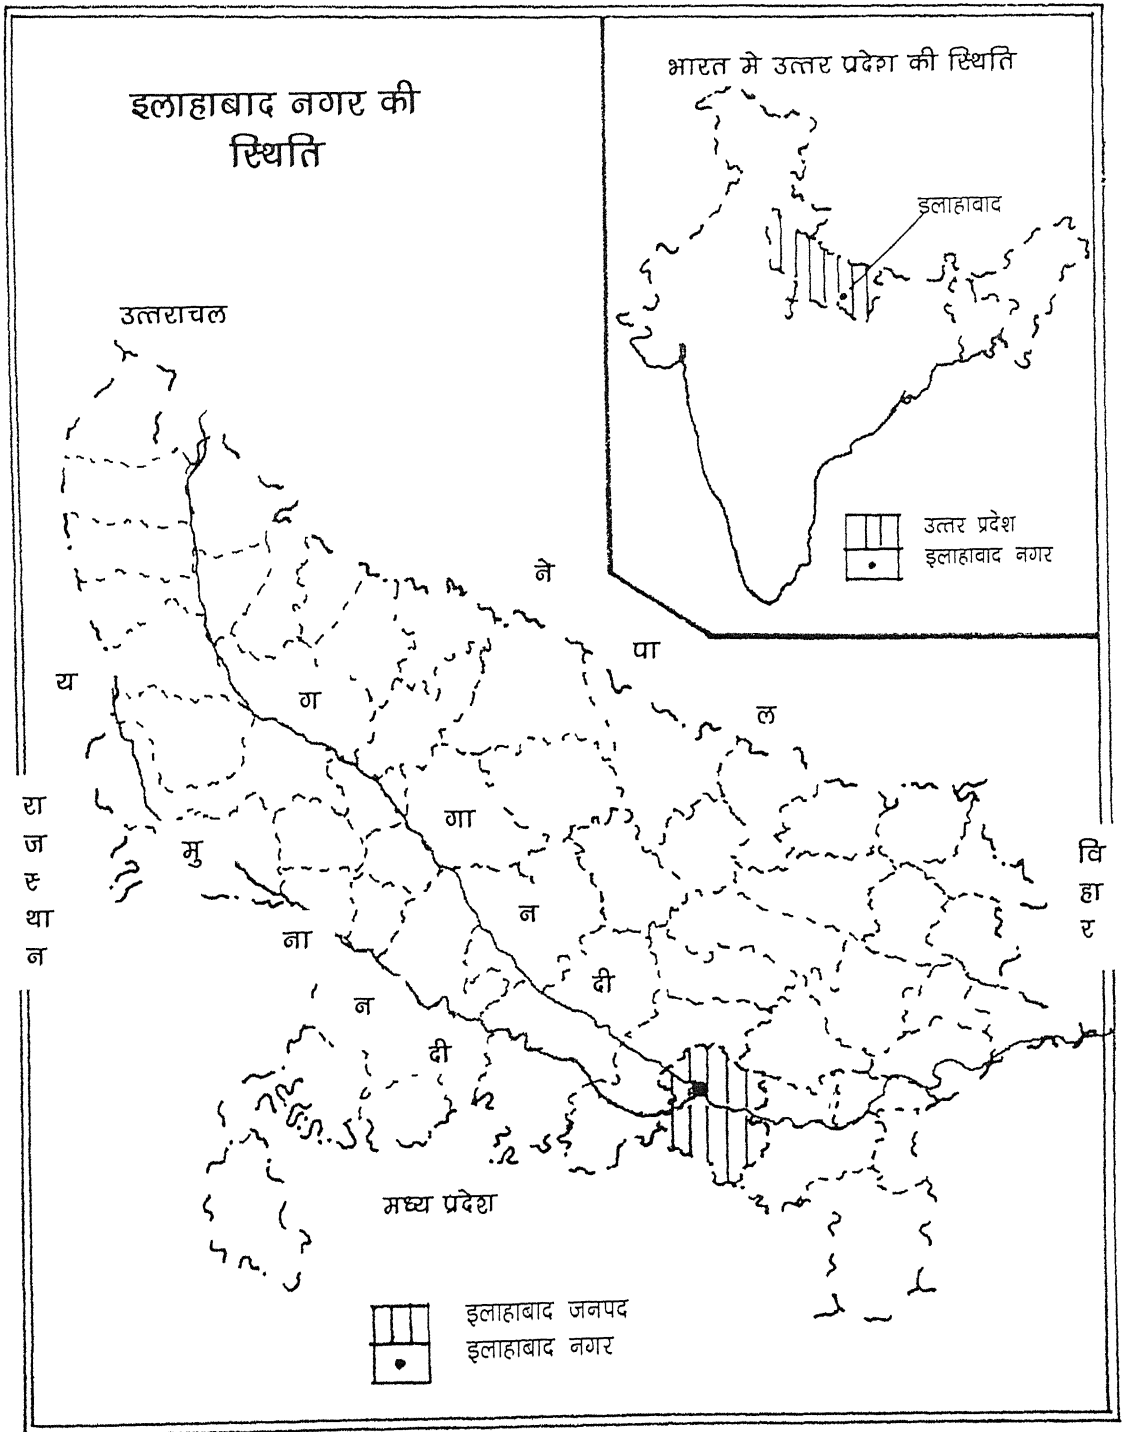 इलाहाबाद नगर की
स्थिति
भारत मे उत्तर प्रदेश की स्थिति
इलाहावाद
उत्तर प्रदेश
इलाहावाद नगर
उत्तराचल
ने पा ल
य मु ना न दी
ग गा न दी
रा ज स्थान
वि हा र
मध्य प्रदेश
इलाहाबाद जनपद
इलाहाबाद नगर